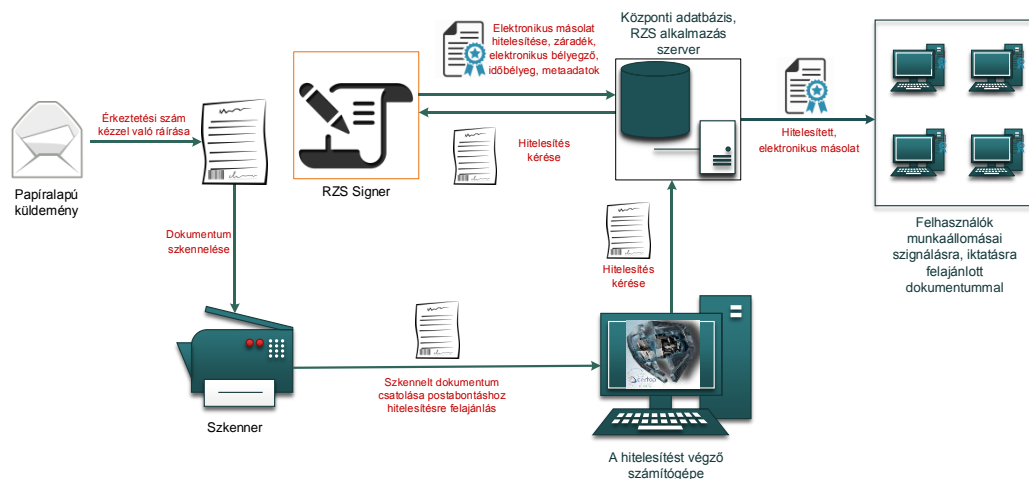 Papíralapú
küldemény
Érkeztetési szám
kézzel való ráírása
Dokumentum
szkennelése
Szkenner
Szkennelt dokumentum
csatolása postabontáshoz
hitelesítésre felajánlás
A hitelesítést végző
számítógépe
Hitelesítés
kérése
RZS Signer
Elektronikus másolat
hitelesítése, záradék,
elektronikus bélyegző,
időbélyeg, metaadatok
Hitelesítés
kérése
Központi adatbázis,
RZS alkalmazás
szerver
Hitelesített,
elektronikus másolat
Felhasználók
munkaállomásai
szignálásra, iktatásra
felajánlott
dokumentummal